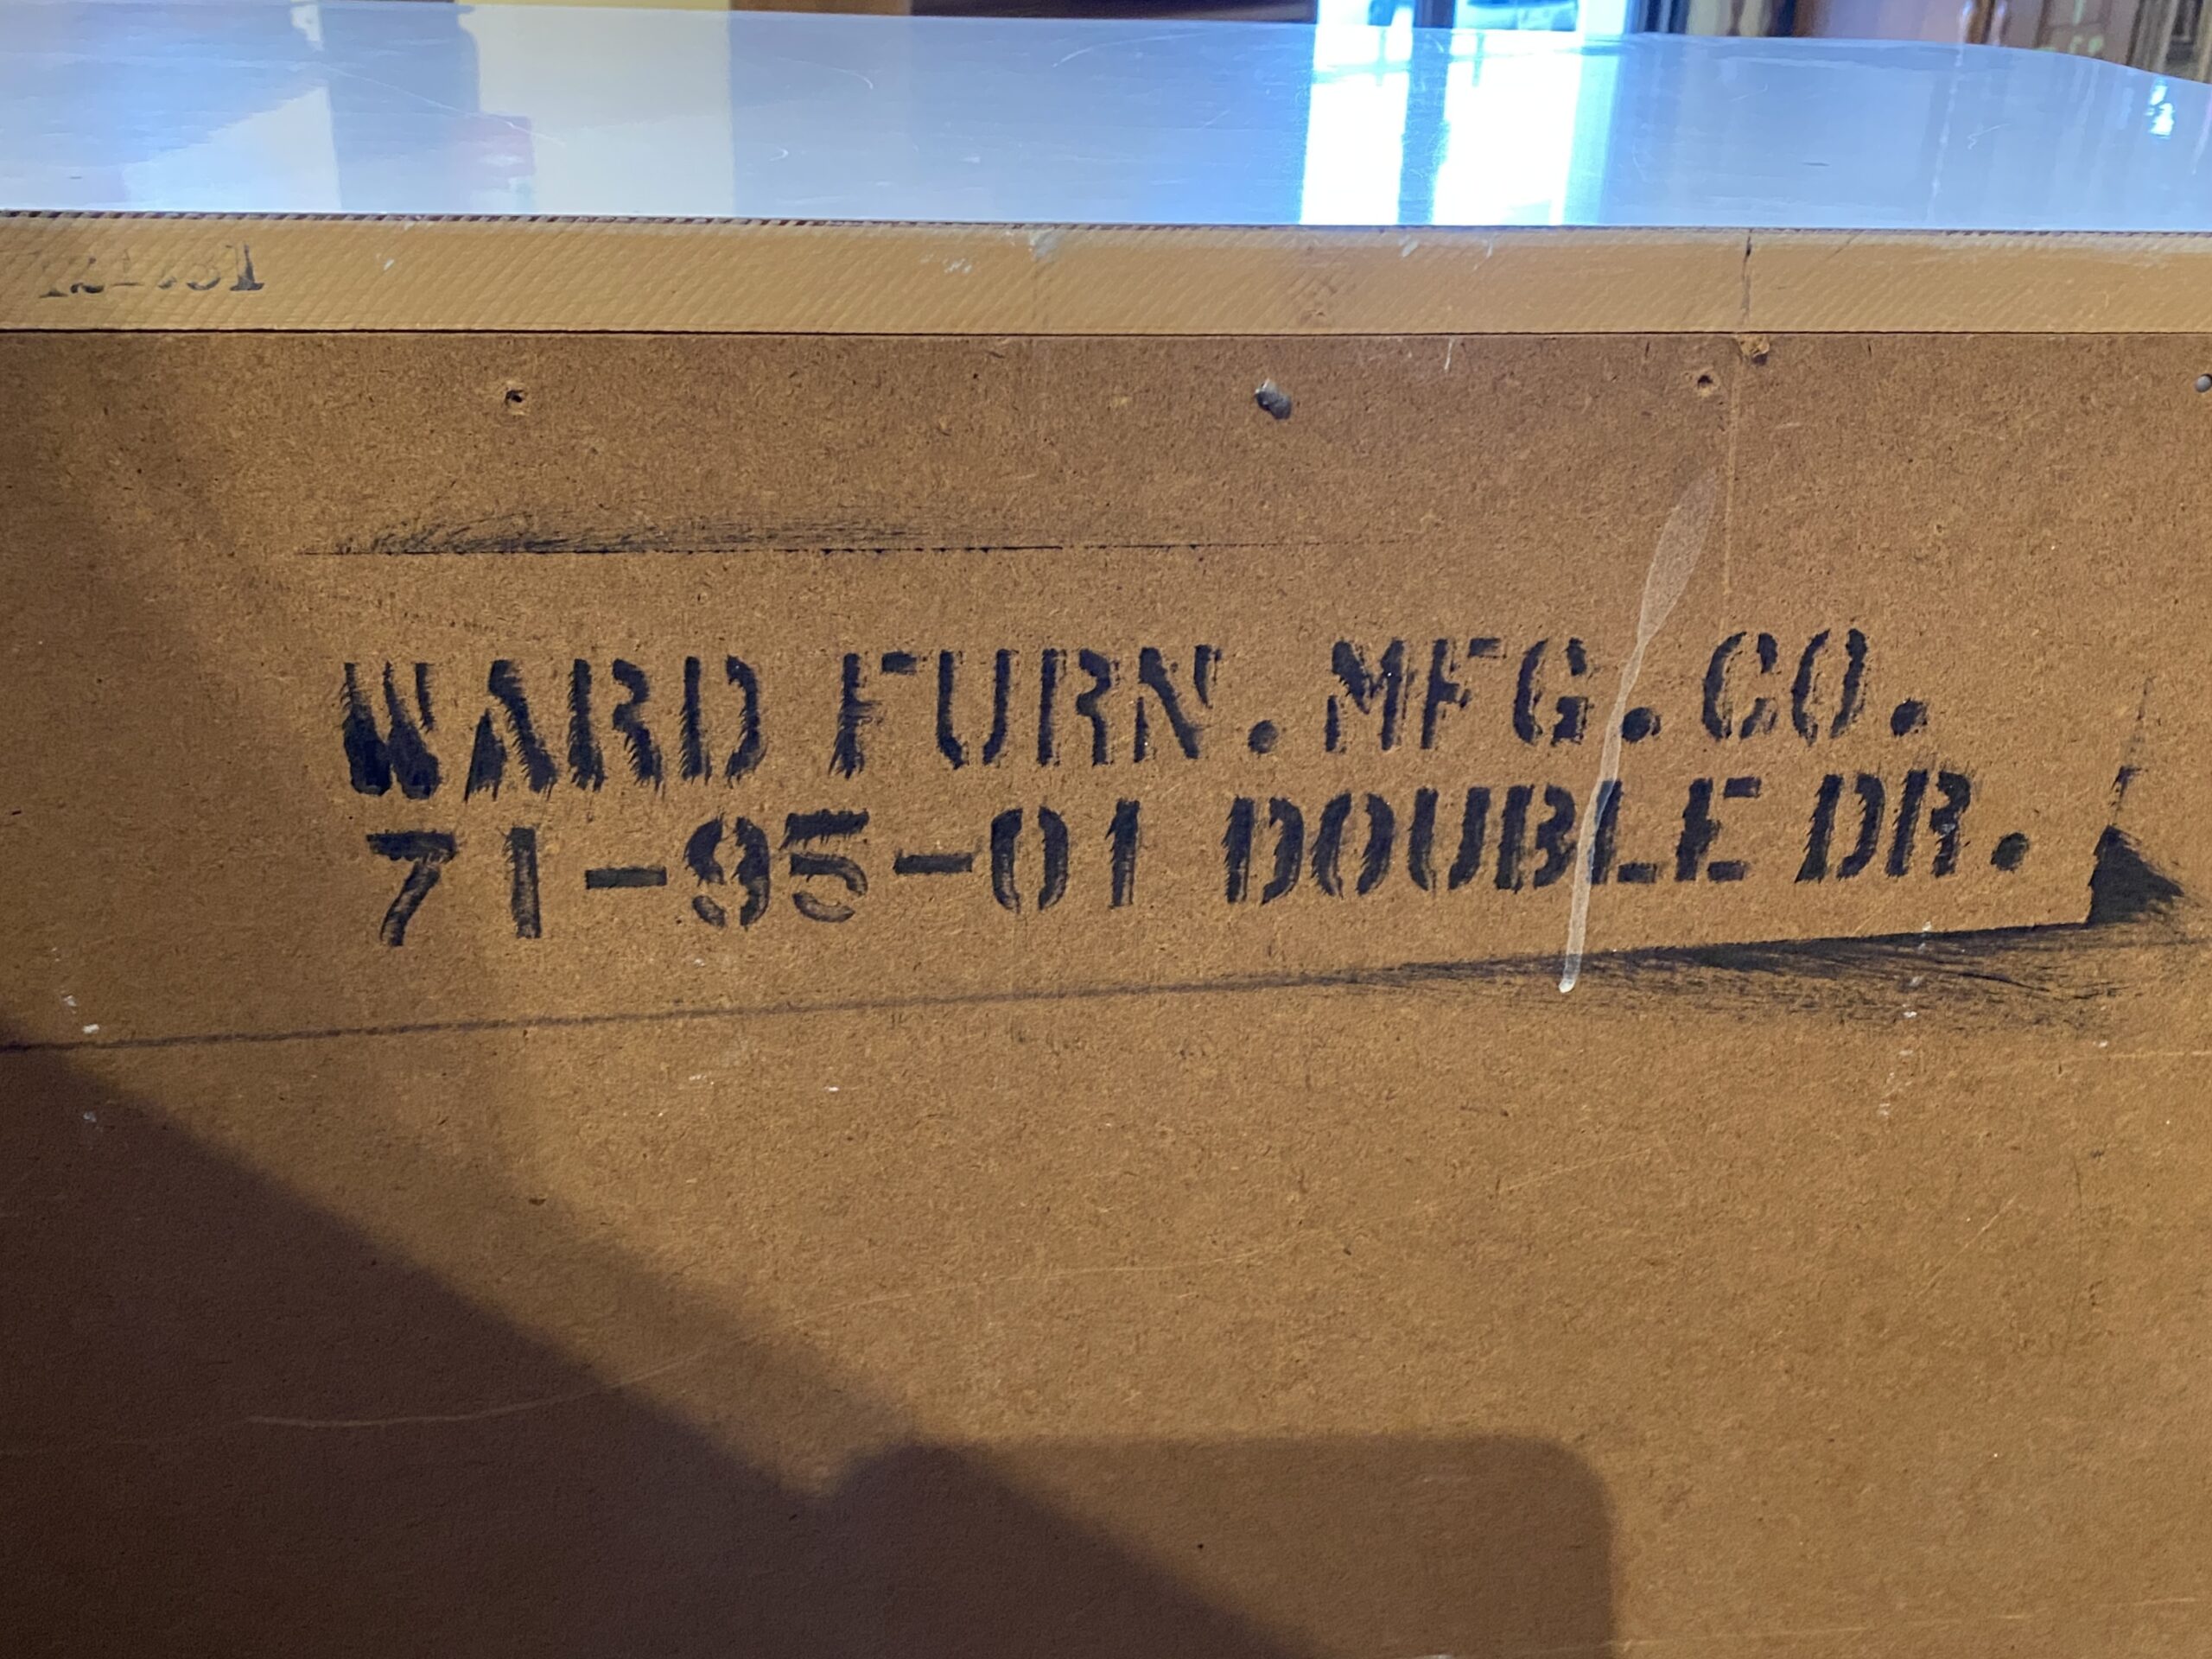 WARD FURN. MFG. CO.
71-95-01 DOUBLE DR.